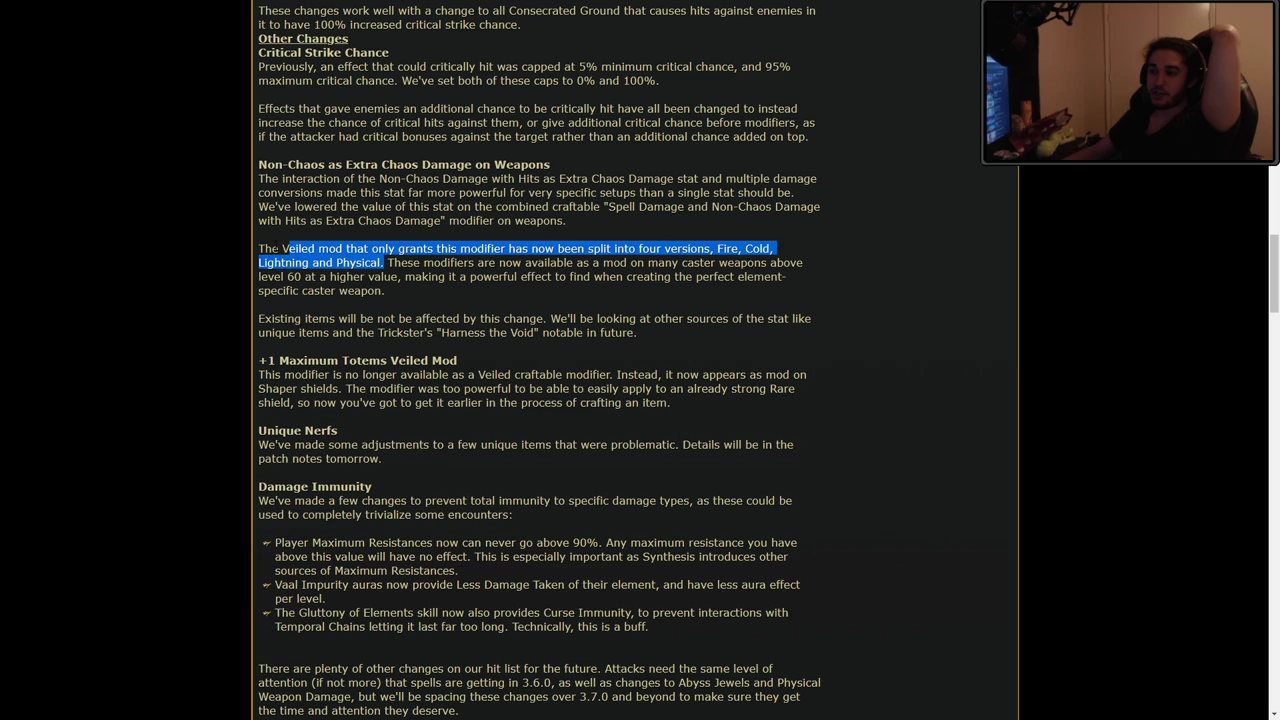 These changes work well with a change to all Consecrated Ground that causes hits against enemies in
it to have 100% increased critical strike chance.
Other Changes
Critical Strike Chance
Previously, an effect that could critically hit was capped at 5% minimum critical chance, and 95%
maximum critical chance. We've set both of these caps to 0% and 100%.
Effects that gave enemies an additional chance to be critically hit have all been changed to instead
increase the chance of critical hits against them, or give additional critical chance before modifiers, as
if the attacker had critical bonuses against the target rather than an additional chance added on top.
Non-Chaos as Extra Chaos Damage on Weapons
The interaction of the Non-Chaos Damage with Hits as Extra Chaos Damage stat and multiple damage
conversions made this stat far more powerful for very specific setups than a single stat should be.
We've lowered the value of this stat on the combined craftable "Spell Damage and Non-Chaos Damage
with Hits as Extra Chaos Damage" modifier on weapons.
The Veiled mod that only grants this modifier has now been split into four versions, Fire, Cold,
Lightning and Physical. These modifiers are now available as a mod on many caster weapons above
level 60 at a higher value, making it a powerful effect to find when creating the perfect element-
specific caster weapon.
Existing items will be not be affected by this change. We'll be looking at other sources of the stat like
unique items and the Trickster's "Harness the Void" notable in future.
+1 Maximum Totems Veiled Mod
This modifier is no longer available as a Veiled craftable modifier. Instead, it now appears as mod on
Shaper shields. The modifier was too powerful to be able to easily apply to an already strong Rare
shield, so now you've got to get it earlier in the process of crafting an item.
Unique Nerfs
We've made some adjustments to a few unique items that were problematic. Details will be in the
patch notes tomorrow.
Damage Immunity
We've made a few changes to prevent total immunity to specific damage types, as these could be
used to completely trivialize some encounters:
Player Maximum Resistances now can never go above 90%. Any maximum resistance you have
above this value will have no effect. This is especially important as Synthesis introduces other
sources of Maximum Resistances.
Vaal Impurity auras now provide Less Damage Taken of their element, and have less aura effect
per level.
The Gluttony of Elements skill now also provides Curse Immunity, to prevent interactions with
Temporal Chains letting it last far too long. Technically, this is a buff.
There are plenty of other changes on our hit list for the future. Attacks need the same level of
attention (if not more) that spells are getting in 3.6.0, as well as changes to Abyss Jewels and Physical
Weapon Damage, but we'll be spacing these changes over 3.7.0 and beyond to make sure they get
the time and attention they deserve.